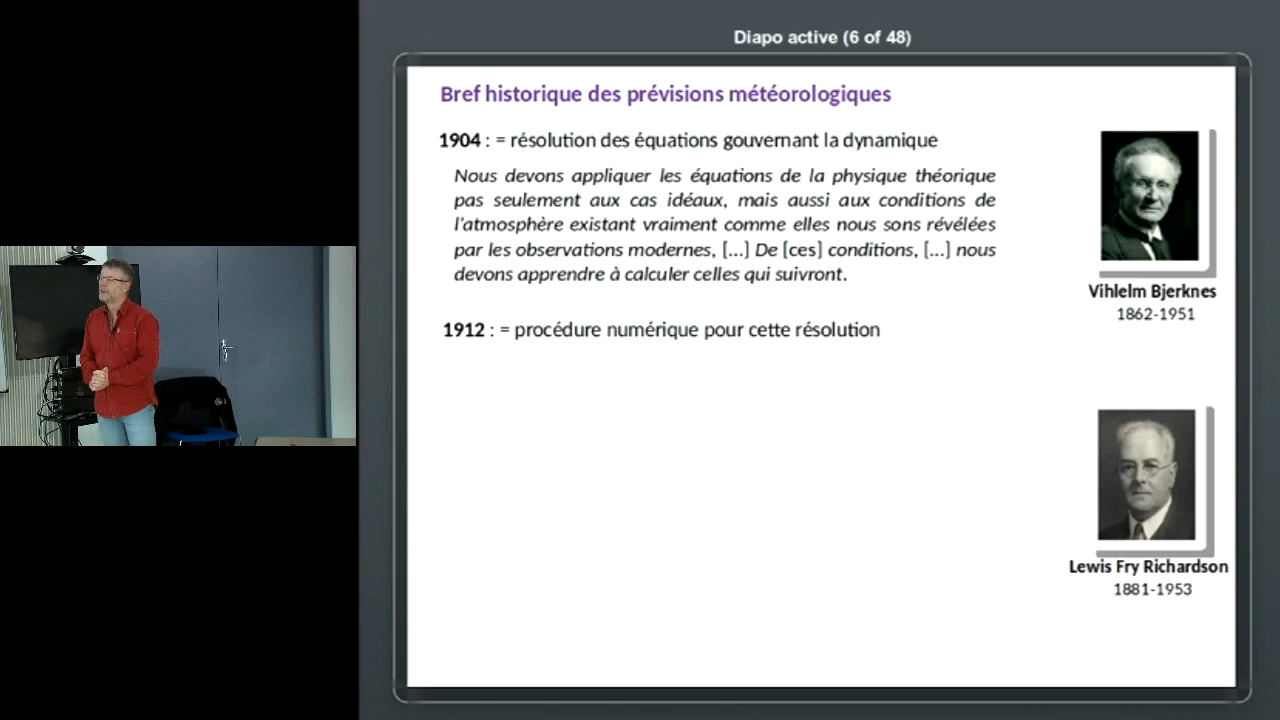 Diapo active (6 of 48)
Bref historique des prévisions météorologiques
1904 : = résolution des équations gouvernant la dynamique
Nous devons appliquer les équations de la physique théorique
pas seulement aux cas idéaux, mais aussi aux conditions de
l'atmosphère existant vraiment comme elles nous sons révélées
par les observations modernes, [...] De [ces] conditions, [...] nous
devons apprendre à calculer celles qui suivront.
Vihlelm Bjerknes
1862-1951
1912 : = procédure numérique pour cette résolution
Lewis Fry Richardson
1881-1953